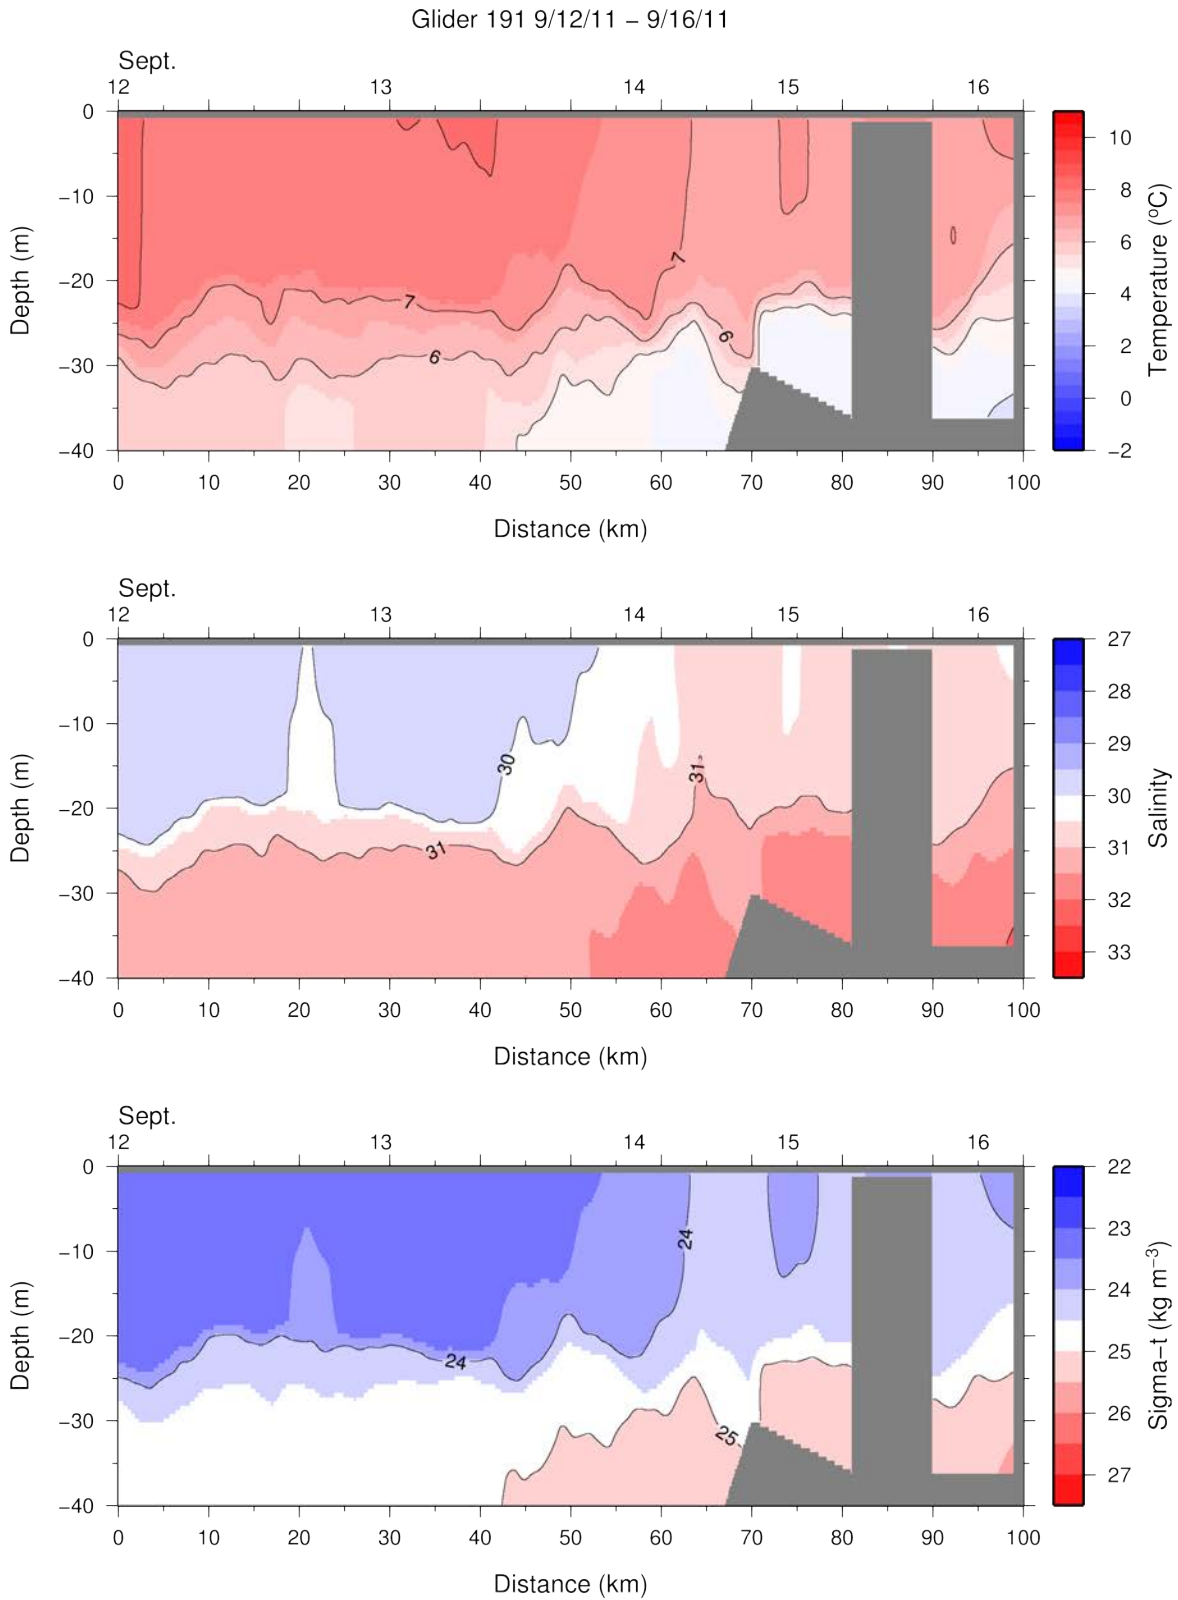 Glider 191 9/12/11 – 9/16/11
Sept.
12 13 14 15 16
0
−10
−20
−30
−40
Depth (m)
7
7
6
6
10
8
6
4
2
0
−2
Temperature (ºC)
0 10 20 30 40 50 60 70 80 90 100
Distance (km)
Sept.
12 13 14 15 16
0
−10
−20
−30
−40
Depth (m)
30
31
31
27
28
29
30
31
32
33
Salinity
0 10 20 30 40 50 60 70 80 90 100
Distance (km)
Sept.
12 13 14 15 16
0
−10
−20
−30
−40
Depth (m)
24
24
25
22
23
24
25
26
27
Sigma−t (kg m⁻³)
0 10 20 30 40 50 60 70 80 90 100
Distance (km)